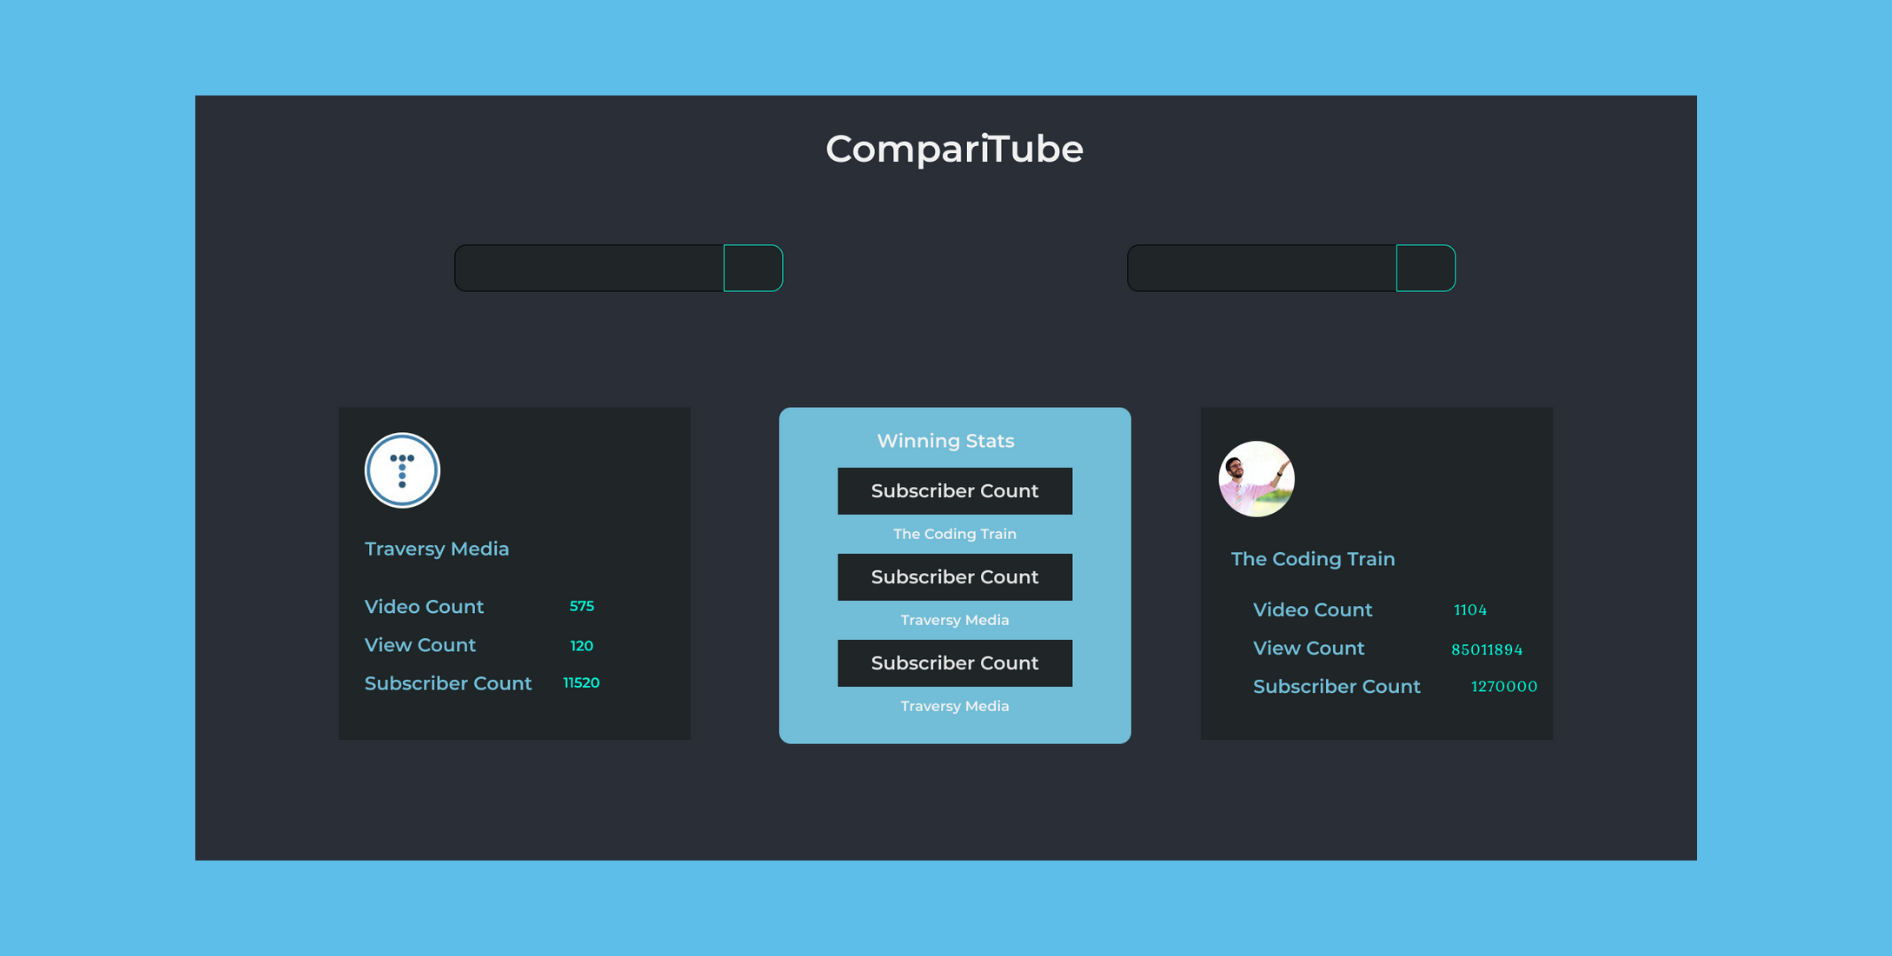 CompariTube
Traversy Media
Video Count 575
View Count 120
Subscriber Count 11520
Winning Stats
Subscriber Count
The Coding Train
Subscriber Count
Traversy Media
Subscriber Count
Traversy Media
The Coding Train
Video Count 1104
View Count 85011894
Subscriber Count 1270000